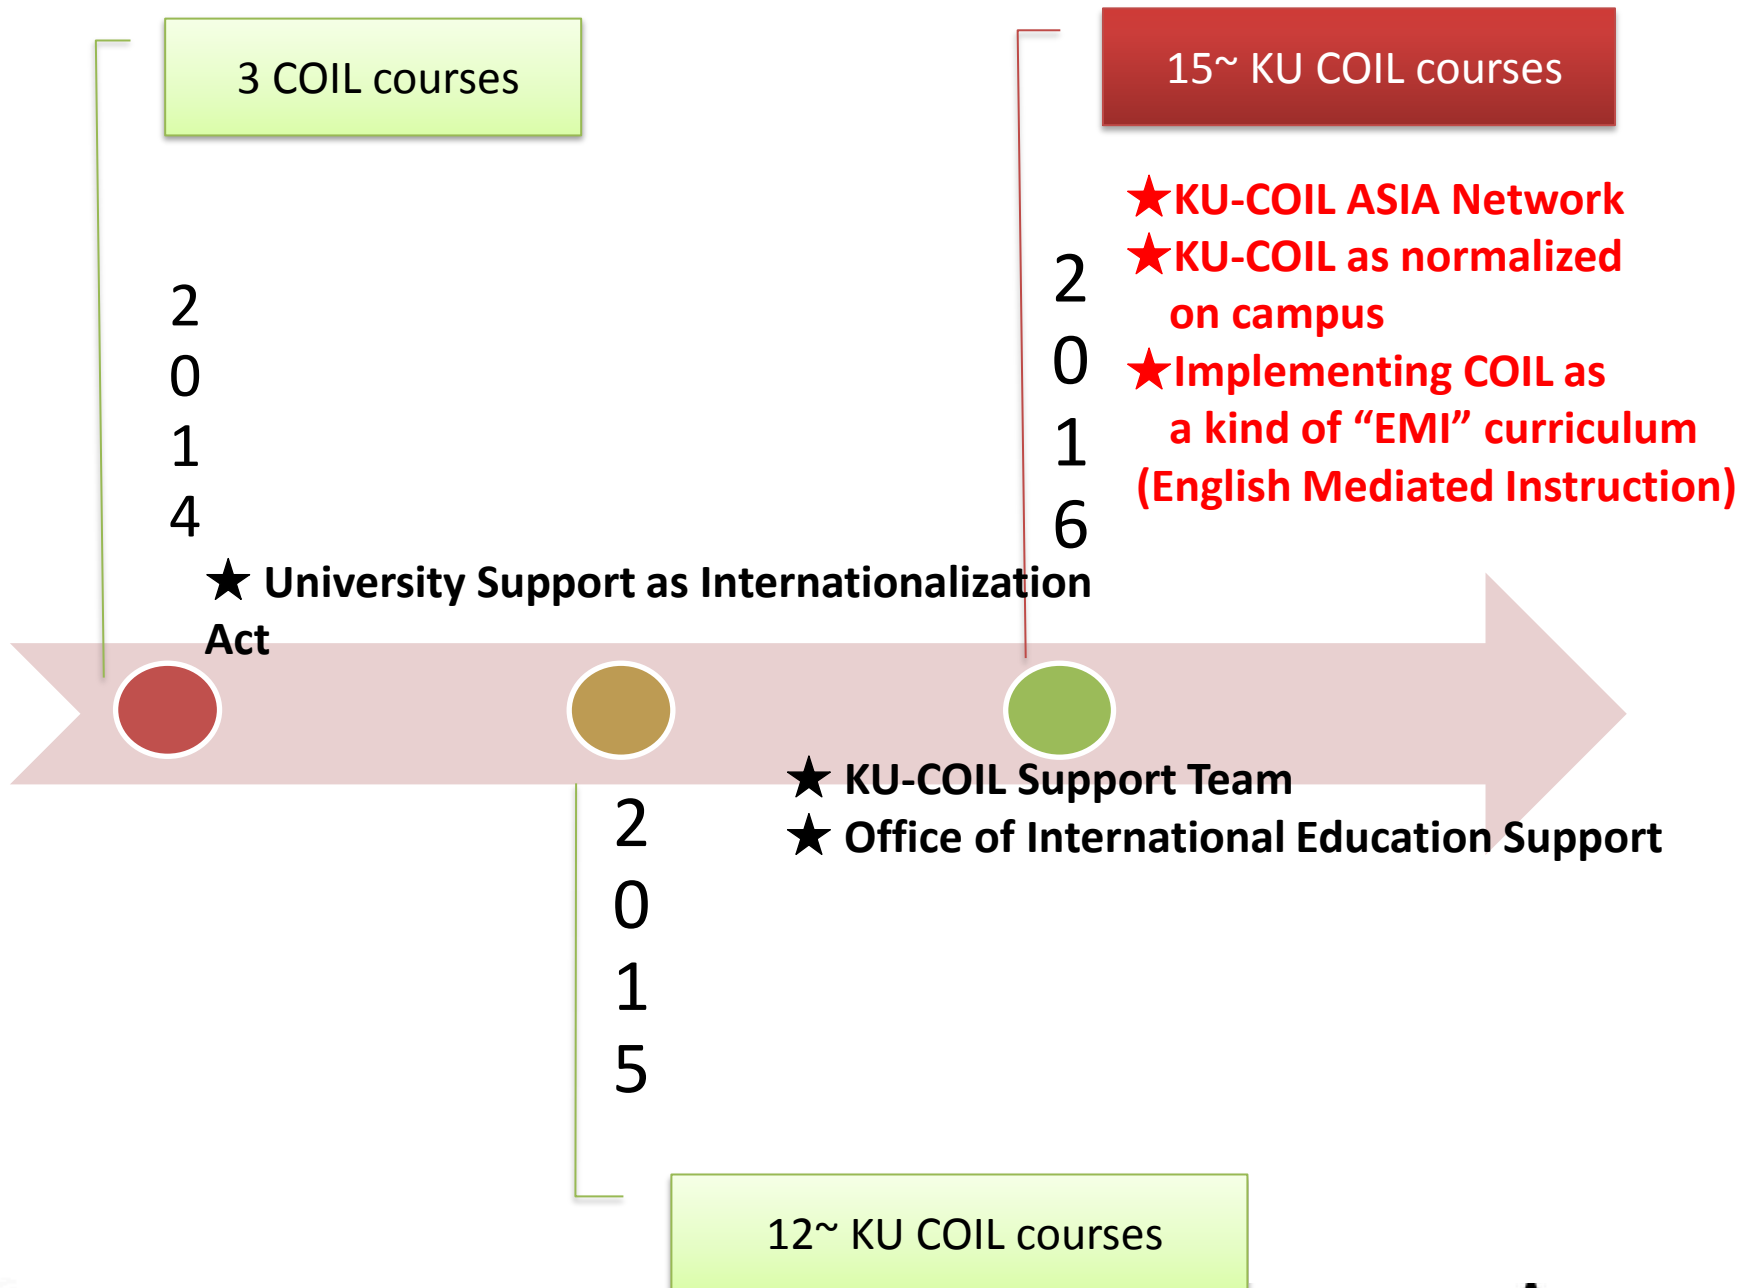 3 COIL courses
15~ KU COIL courses
2
0
1
4
★ University Support as Internationalization
Act
2
0
1
6
★KU-COIL ASIA Network
★KU-COIL as normalized
on campus
★Implementing COIL as
a kind of “EMI” curriculum
(English Mediated Instruction)
2
0
1
5
★ KU-COIL Support Team
★ Office of International Education Support
12~ KU COIL courses